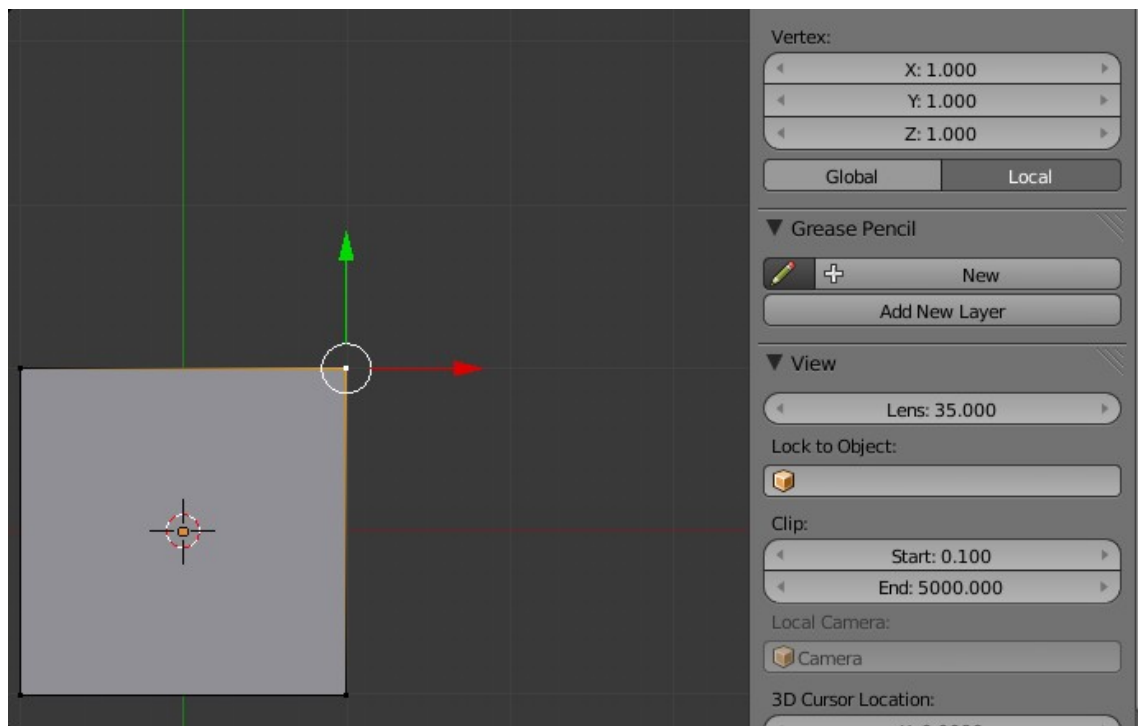 Vertex:
X: 1.000
Y: 1.000
Z: 1.000
Global Local
Grease Pencil
New
Add New Layer
View
Lens: 35.000
Lock to Object:
Clip:
Start: 0.100
End: 5000.000
Local Camera:
Camera
3D Cursor Location: